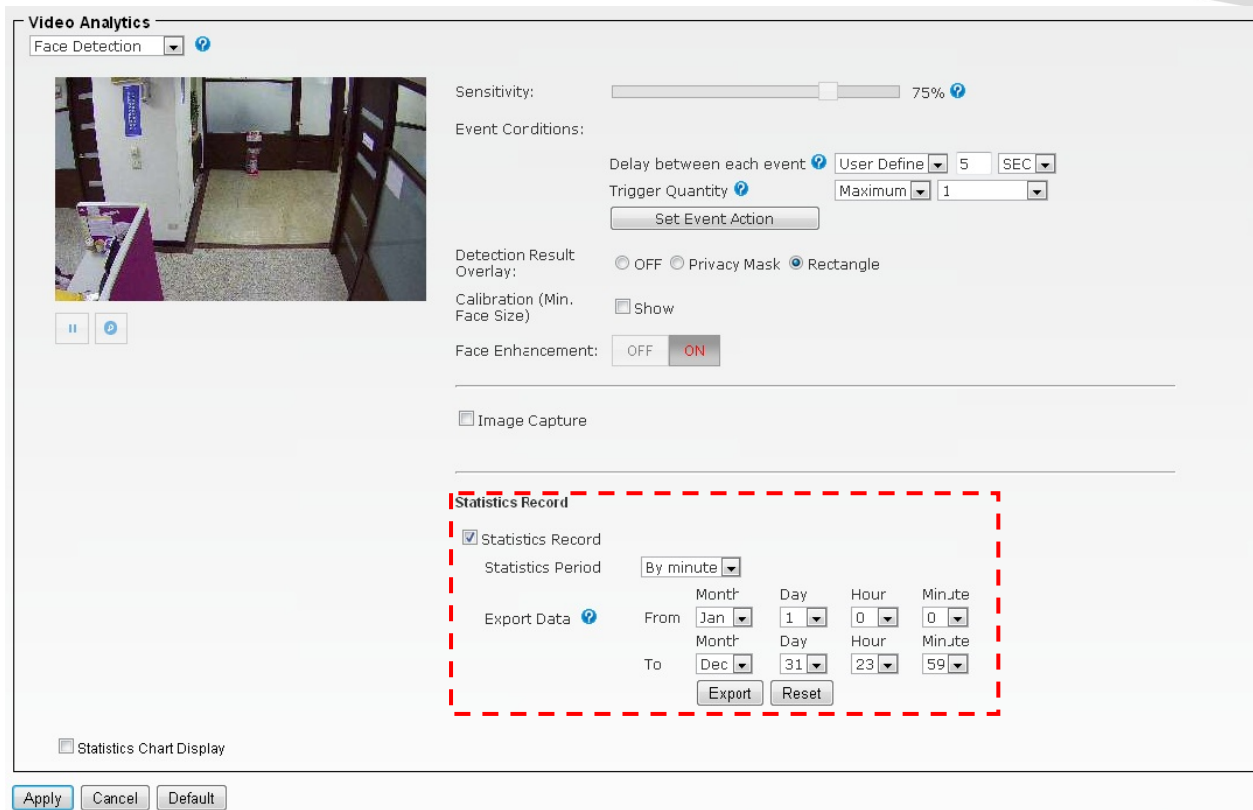 Video Analytics
Face Detection
Sensitivity: 75%
Event Conditions:
Delay between each event User Define 5 SEC
Trigger Quantity Maximum 1
Set Event Action
Detection Result
Overlay:
OFF Privacy Mask Rectangle
Calibration (Min.
Face Size)
Show
Face Enhancement: OFF ON
Image Capture
Statistics Record
Statistics Record
Statistics Period By minute
Month Day Hour Minute
Export Data From Jan 1 0 0
Month Day Hour Minute
To Dec 31 23 59
Export Reset
Statistics Chart Display
Apply Cancel Default